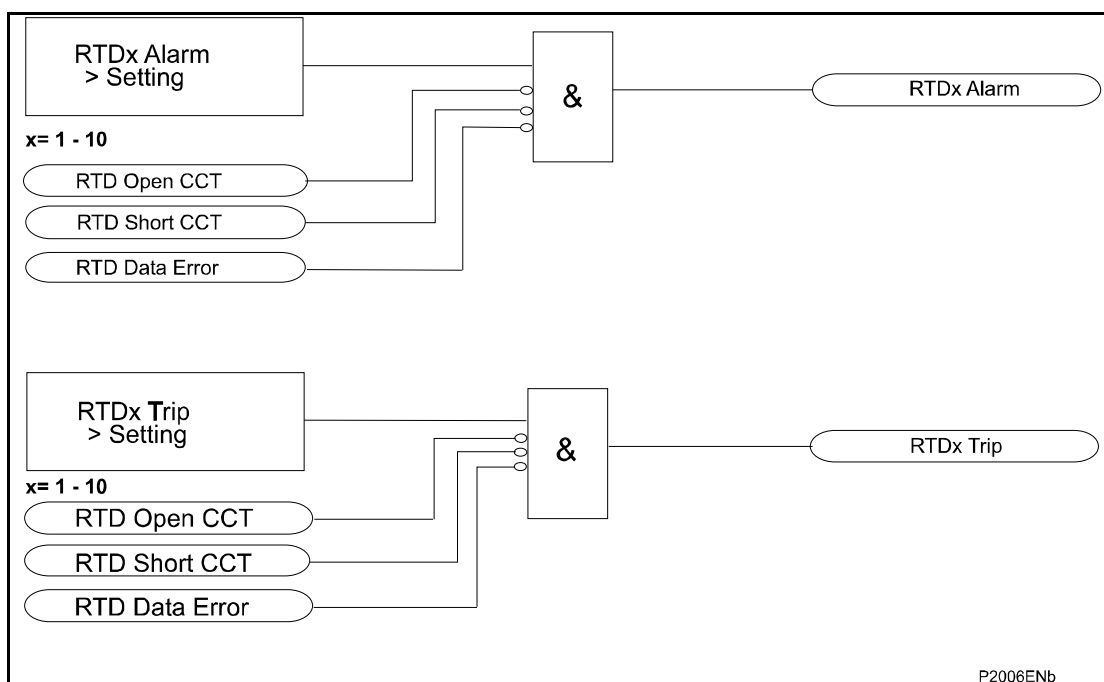 RTDx Alarm
> Setting
&
RTDx Alarm
x= 1 - 10
RTD Open CCT
RTD Short CCT
RTD Data Error
RTDx Trip
> Setting
&
RTDx Trip
x= 1 - 10
RTD Open CCT
RTD Short CCT
RTD Data Error
P2006ENb